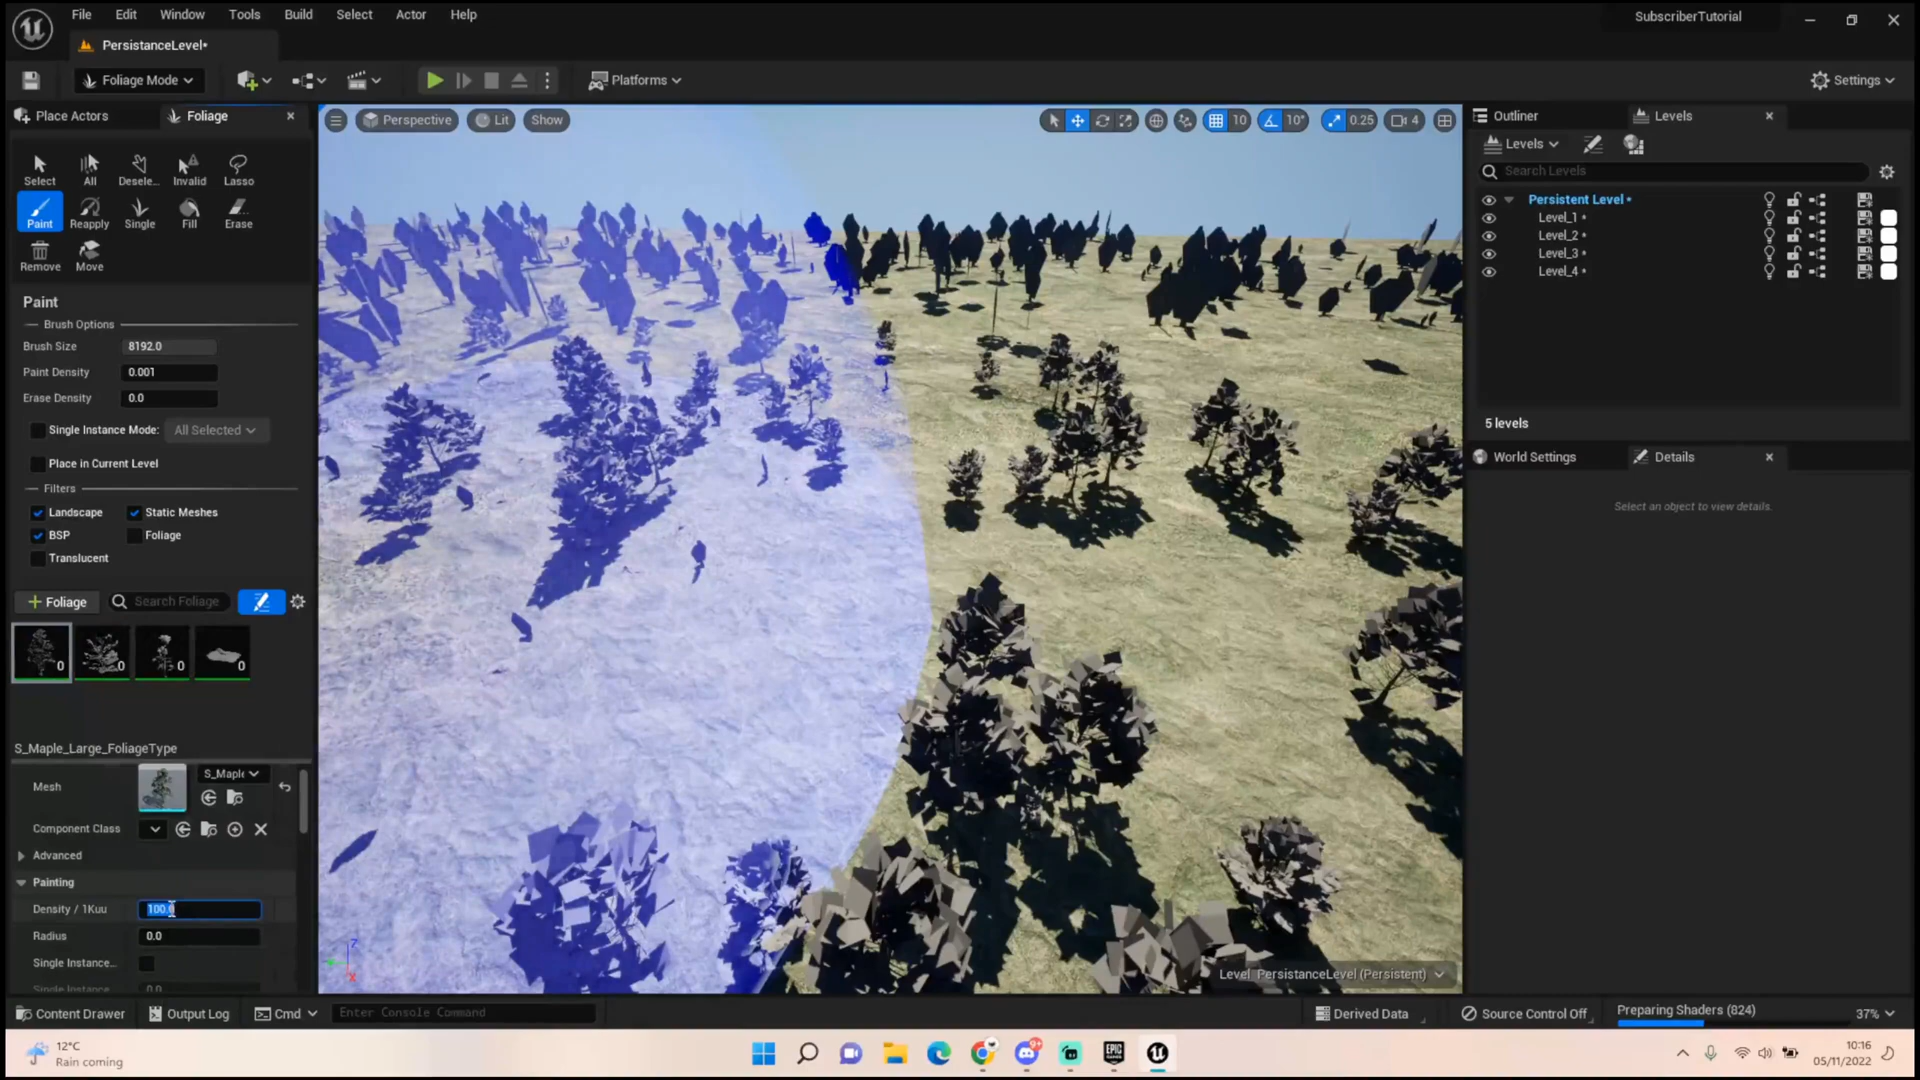 File Edit Window Tools Build Select Actor Help
SubscriberTutorial
PersistanceLevel*
Foliage Mode
Platforms
Settings
Place Actors
Foliage
Perspective
Lit
Show
10
10°
0.25
4
Outliner
Levels
Select
All
Desele...
Invalid
Lasso
Levels
Search Levels
Paint
Reapply
Single
Fill
Erase
Persistent Level*
Level_1 *
Level_2 *
Level_3 *
Level_4 *
Remove
Move
Paint
Brush Options
Brush Size 8192.0
Paint Density 0.001
Erase Density 0.0
Single Instance Mode: All Selected
Place in Current Level
5 levels
World Settings
Details
Filters
Landscape
Static Meshes
BSP
Foliage
Translucent
Select an object to view details.
Foliage
Search Foliage
0
0
0
0
S_Maple_Large_FoliageType
Mesh
S_Maple
Component Class
Advanced
Painting
Density / 1Kuu 100.0
Radius 0.0
Single Instance...
Single Instance 0.0
Z
X
Level PersistanceLevel (Persistent)
Content Drawer
Output Log
Cmd
Enter Console Command
Derived Data
Source Control Off
Preparing Shaders (824)
37%
12°C
Rain coming
9+
EPIC
GAMES
10:16
05/11/2022